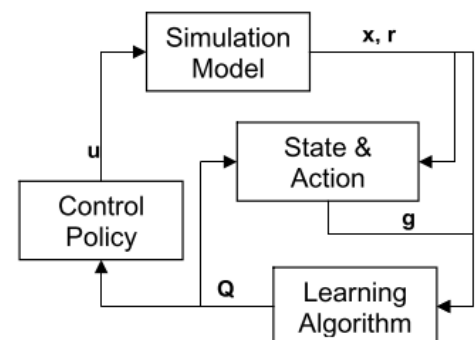 Simulation
Model
x, r
u
State &
Action
Control
Policy
g
Q
Learning
Algorithm